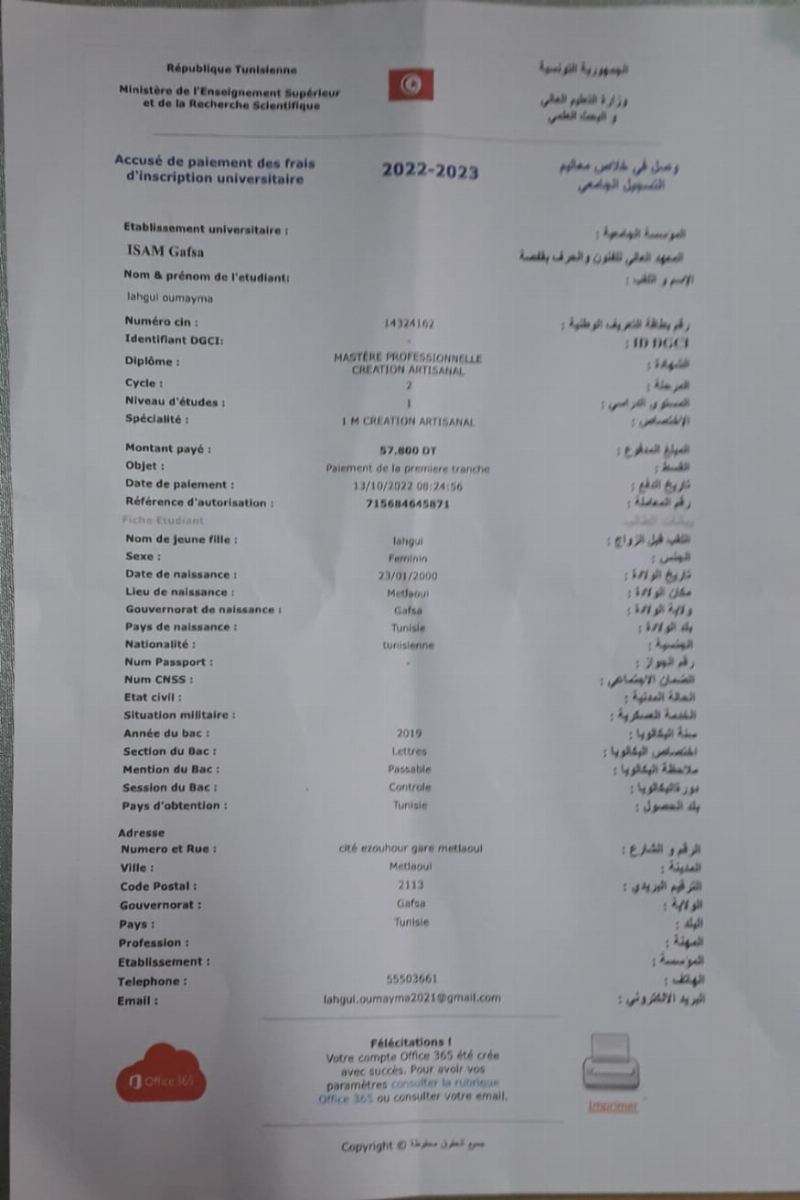 République Tunisienne
الجمهورية التونسية
Ministère de l'Enseignement Supérieur
et de la Recherche Scientifique
وزارة التعليم العالي
و البحث العلمي
Accusé de paiement des frais
d'inscription universitaire
2022-2023
وصل في خلاص معاليم
التسجيل الجامعي
Etablissement universitaire : المؤسسة الجامعية :
ISAM Gafsa المعهد العالي للفنون والحرف بقفصة
Nom & prénom de l'etudiant: الإسم و اللقب :
lahgui oumayma
Numéro cin : 14324162 رقم بطاقة التعريف الوطنية :
Identifiant DGCI: - ID DGCI :
Diplôme : MASTÈRE PROFESSIONNELLE
CREATION ARTISANAL الشهادة :
Cycle : 2 المرحلة :
Niveau d'études : 1 المستوى الدراسي :
Spécialité : 1 M CREATION ARTISANAL الإختصاص :
Montant payé : 57,800 DT المبلغ المدفوع :
Objet : Paiement de la premiere tranche القسط :
Date de paiement : 13/10/2022 08:24:56 تاريخ الدفع :
Référence d'autorisation : 715684645871 رقم المعاملة :
Fiche Etudiant بيانات الطالب
Nom de jeune fille : lahgui اللقب قبل الزواج :
Sexe : Feminin الجنس :
Date de naissance : 23/01/2000 تاريخ الولادة :
Lieu de naissance : Metlaoui مكان الولادة :
Gouvernorat de naissance : Gafsa ولاية الولادة :
Pays de naissance : Tunisie بلد الولادة :
Nationalité : tunisienne الجنسية :
Num Passport : - رقم الجواز :
Num CNSS : الضمان الإجتماعي :
Etat civil : الحالة المدنية :
Situation militaire : الخدمة العسكرية :
Année du bac : 2019 سنة البكالوريا :
Section du Bac : Lettres إختصاص البكالوريا :
Mention du Bac : Passable ملاحظة البكالوريا :
Session du Bac : Controle دورة البكالوريا :
Pays d'obtention : Tunisie بلد الحصول :
Adresse
Numero et Rue : cité ezouhour gare metlaoui الرقم و الشارع :
Ville : Metlaoui المدينة :
Code Postal : 2113 الترقيم البريدي :
Gouvernorat : Gafsa الولاية :
Pays : Tunisie البلد :
Profession : المهنة :
Etablissement : المؤسسة :
Telephone : 55503661 الهاتف :
Email : lahgui.oumayma2021@gmail.com البريد الالكتروني :
Félécitations !
Votre compte Office 365 été crée
avec succès. Pour avoir vos
paramètres consulter la rubrique
Office 365 ou consulter votre email.
Office 365
Imprimer
Copyright © جميع الحقوق محفوظة